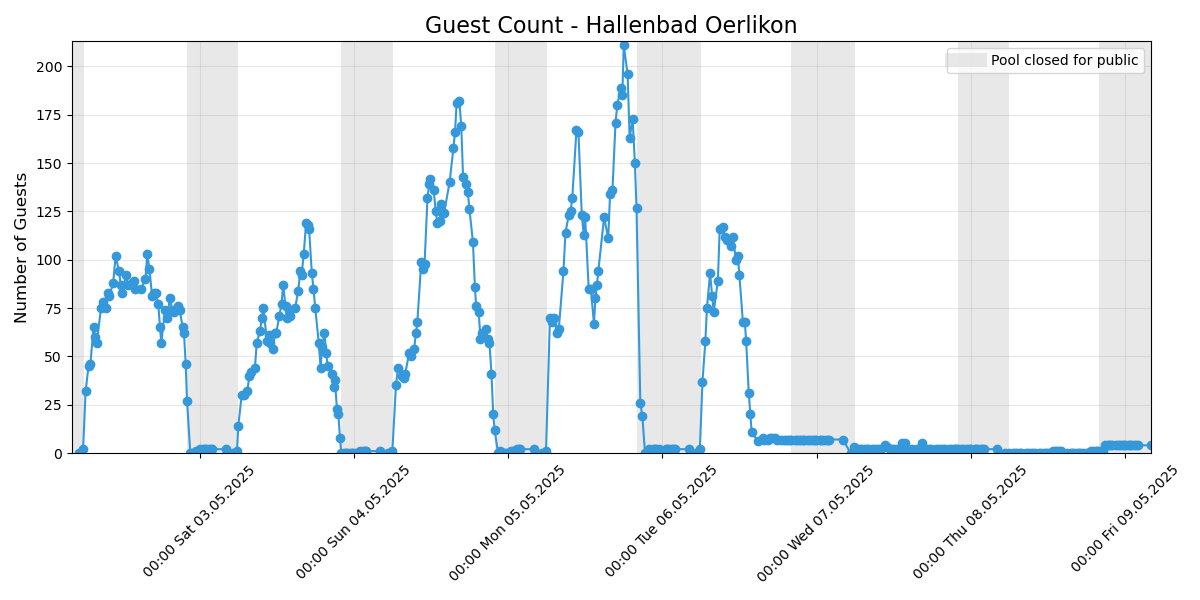 Guest Count - Hallenbad Oerlikon
Pool closed for public
Number of Guests
200
175
150
125
100
75
50
25
0
00:00 Sat 03.05.2025
00:00 Sun 04.05.2025
00:00 Mon 05.05.2025
00:00 Tue 06.05.2025
00:00 Wed 07.05.2025
00:00 Thu 08.05.2025
00:00 Fri 09.05.2025